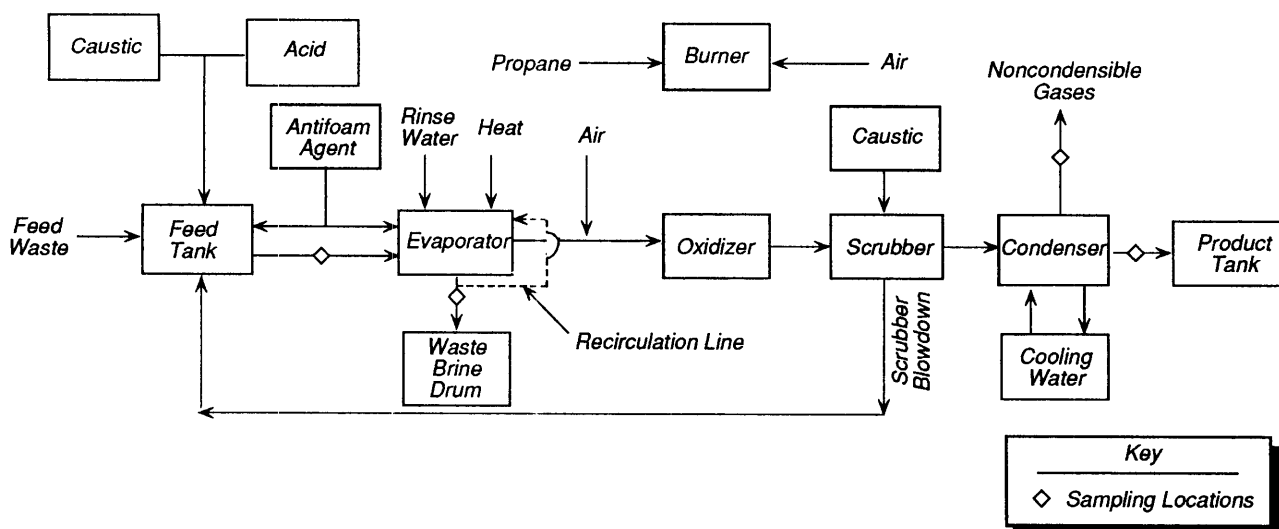 Caustic
Acid
Propane
Burner
Air
Noncondensible
Gases
Antifoam
Agent
Rinse
Water
Heat
Air
Caustic
Feed
Waste
Feed
Tank
Evaporator
Oxidizer
Scrubber
Condenser
Product
Tank
Waste
Brine
Drum
Recirculation Line
Scrubber
Blowdown
Cooling
Water
Key
Sampling Locations